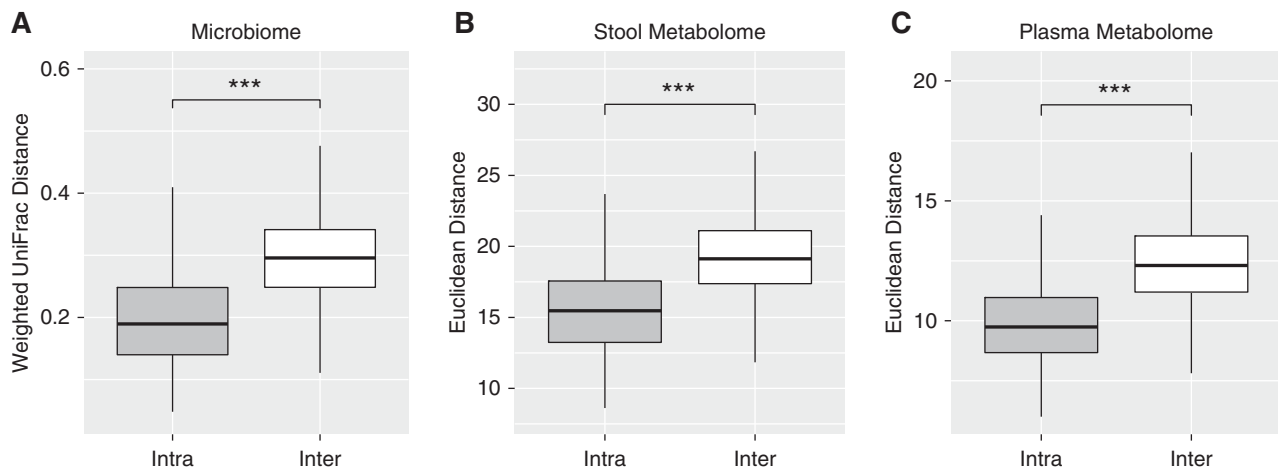 A
Microbiome
Weighted UniFrac Distance
0.6
0.4
0.2
***
Intra
Inter
B
Stool Metabolome
Euclidean Distance
30
25
20
15
10
***
Intra
Inter
C
Plasma Metabolome
Euclidean Distance
20
15
10
***
Intra
Inter